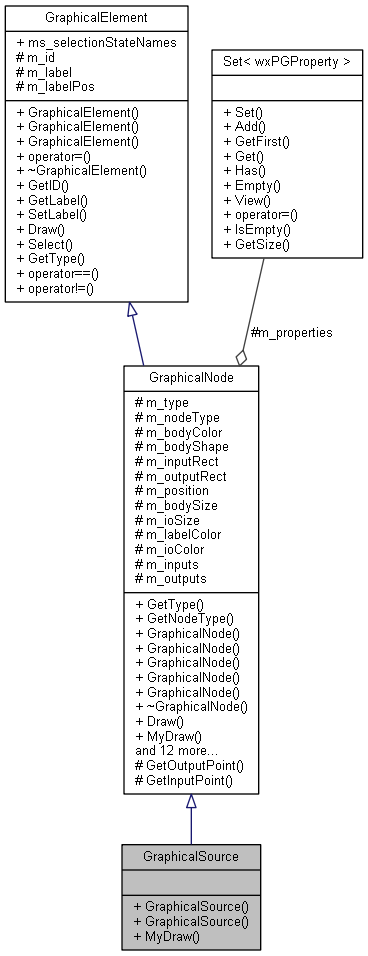 GraphicalElement
+ ms_selectionStateNames
# m_id
# m_label
# m_labelPos
+ GraphicalElement()
+ GraphicalElement()
+ GraphicalElement()
+ operator=()
+ ~GraphicalElement()
+ GetID()
+ GetLabel()
+ SetLabel()
+ Draw()
+ Select()
+ GetType()
+ operator==()
+ operator!=()
Set< wxPGProperty >
+ Set()
+ Add()
+ GetFirst()
+ Get()
+ Has()
+ Empty()
+ View()
+ operator=()
+ IsEmpty()
+ GetSize()
#m_properties
GraphicalNode
# m_type
# m_nodeType
# m_bodyColor
# m_bodyShape
# m_inputRect
# m_outputRect
# m_position
# m_bodySize
# m_ioSize
# m_labelColor
# m_ioColor
# m_inputs
# m_outputs
+ GetType()
+ GetNodeType()
+ GraphicalNode()
+ GraphicalNode()
+ GraphicalNode()
+ GraphicalNode()
+ GraphicalNode()
+ ~GraphicalNode()
+ Draw()
+ MyDraw()
and 12 more...
# GetOutputPoint()
# GetInputPoint()
GraphicalSource
+ GraphicalSource()
+ GraphicalSource()
+ MyDraw()